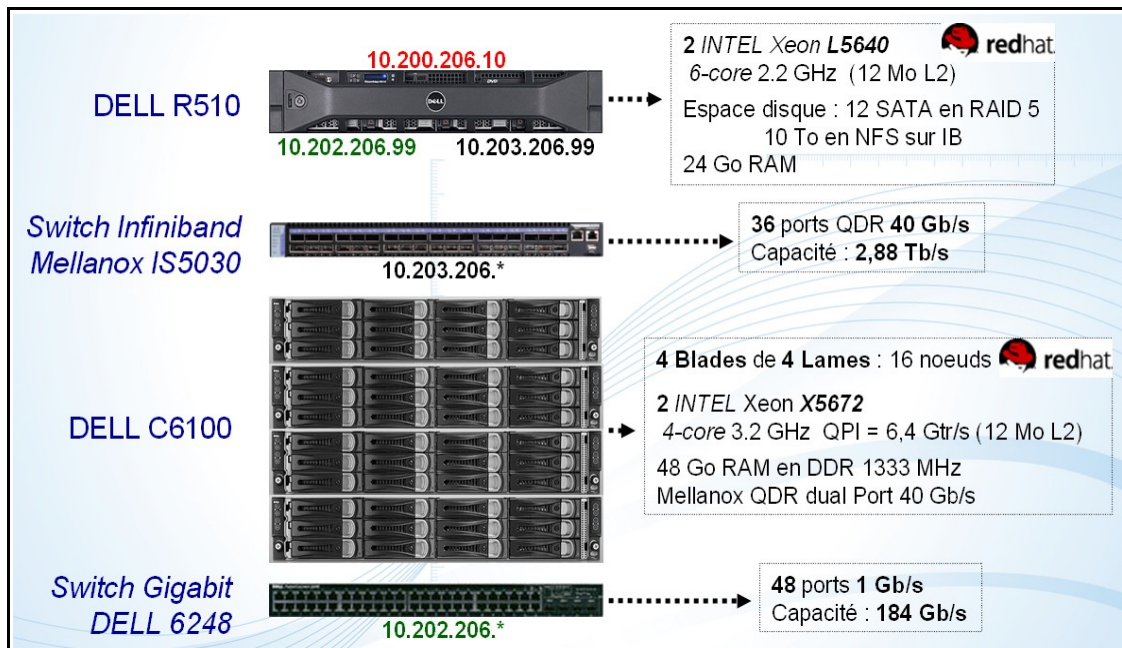 10.200.206.10
DELL R510
10.202.206.99 10.203.206.99
2 INTEL Xeon L5640 redhat.
6-core 2.2 GHz (12 Mo L2)
Espace disque : 12 SATA en RAID 5
10 To en NFS sur IB
24 Go RAM
Switch Infiniband
Mellanox IS5030
10.203.206.*
36 ports QDR 40 Gb/s
Capacité : 2,88 Tb/s
DELL C6100
4 Blades de 4 Lames : 16 noeuds redhat.
2 INTEL Xeon X5672
4-core 3.2 GHz QPI = 6,4 Gtr/s (12 Mo L2)
48 Go RAM en DDR 1333 MHz
Mellanox QDR dual Port 40 Gb/s
Switch Gigabit
DELL 6248
10.202.206.*
48 ports 1 Gb/s
Capacité : 184 Gb/s